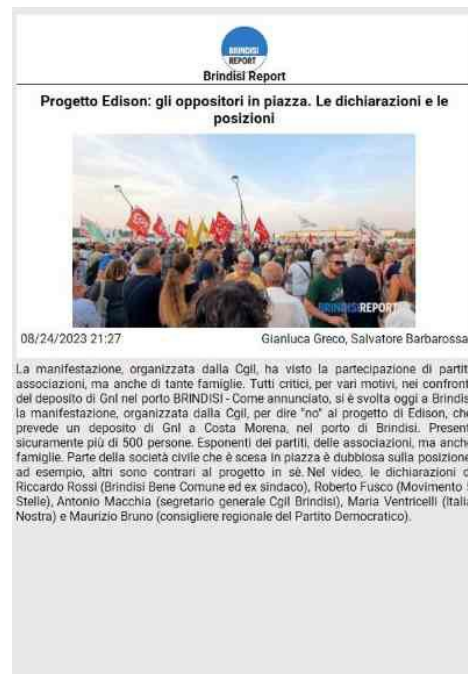 BRINDISI
REPORT
Brindisi Report
Progetto Edison: gli oppositori in piazza. Le dichiarazioni e le
posizioni
BRINDISIREPORT
08/24/2023 21:27
Gianluca Greco, Salvatore Barbarossa
La manifestazione, organizzata dalla Cgil, ha visto la partecipazione di partit
associazioni, ma anche di tante famiglie. Tutti critici, per vari motivi, nei confront
del deposito di Gnl nel porto BRINDISI - Come annunciato, si è svolta oggi a Brindis
la manifestazione, organizzata dalla Cgil, per dire "no" al progetto di Edison, che
prevede un deposito di Gnl a Costa Morena, nel porto di Brindisi. Present
sicuramente più di 500 persone. Esponenti dei partiti, delle associazioni, ma anche
famiglie. Parte della società civile che è scesa in piazza è dubbiosa sulla posizione
ad esempio, altri sono contrari al progetto in sè. Nel video, le dichiarazioni d
Riccardo Rossi (Brindisi Bene Comune ed ex sindaco), Roberto Fusco (Movimento
Stelle), Antonio Macchia (segretario generale Cgil Brindisi), Maria Ventricelli (Italia
Nostra) e Maurizio Bruno (consigliere regionale del Partito Democratico).